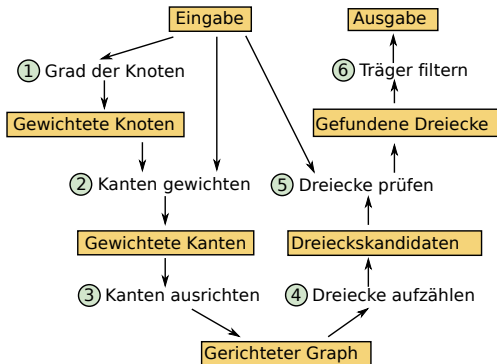 Eingabe
Ausgabe
1 Grad der Knoten
6 Träger filtern
Gewichtete Knoten
Gefundene Dreiecke
2 Kanten gewichten
5 Dreiecke prüfen
Gewichtete Kanten
Dreieckskandidaten
3 Kanten ausrichten
4 Dreiecke aufzählen
Gerichteter Graph